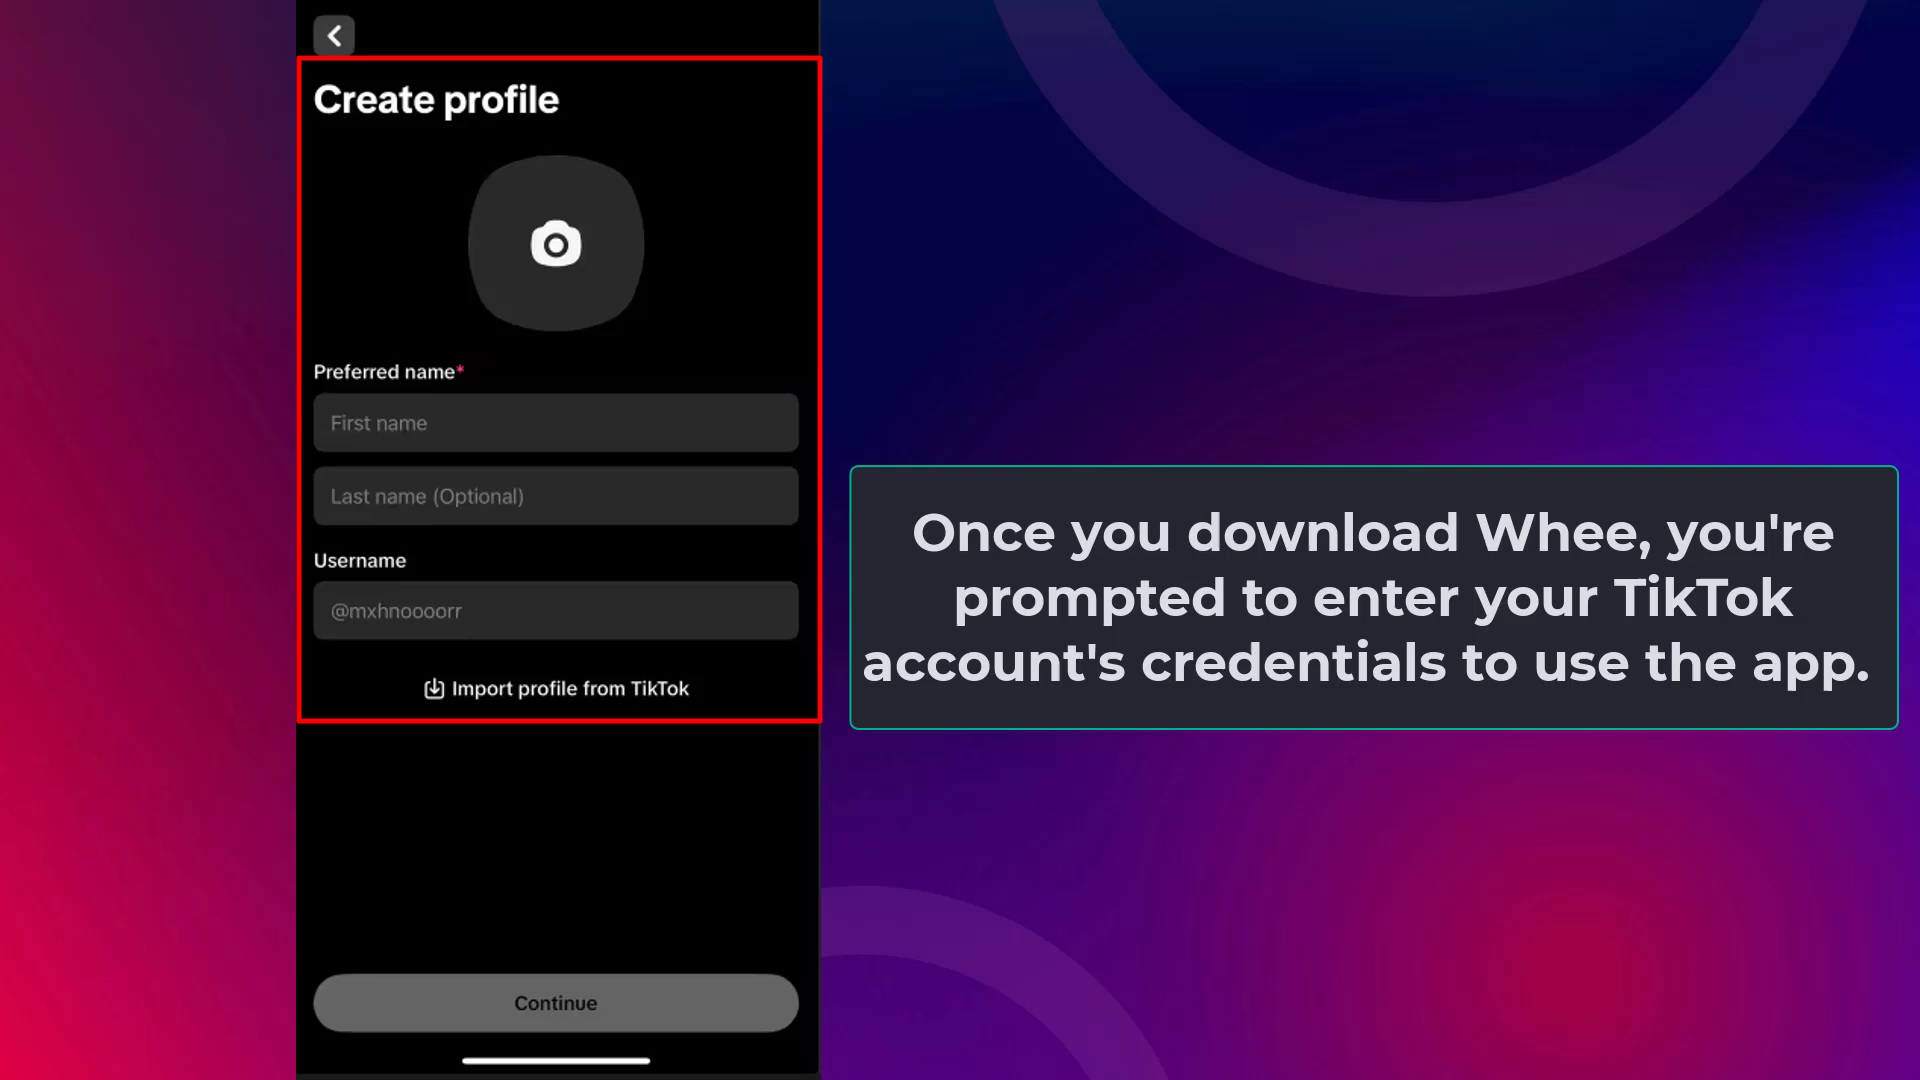 Create profile
Preferred name*
First name
Last name (Optional)
Username
@mxhnoooorr
Import profile from TikTok
Continue
Once you download Whee, you're
prompted to enter your TikTok
account's credentials to use the app.